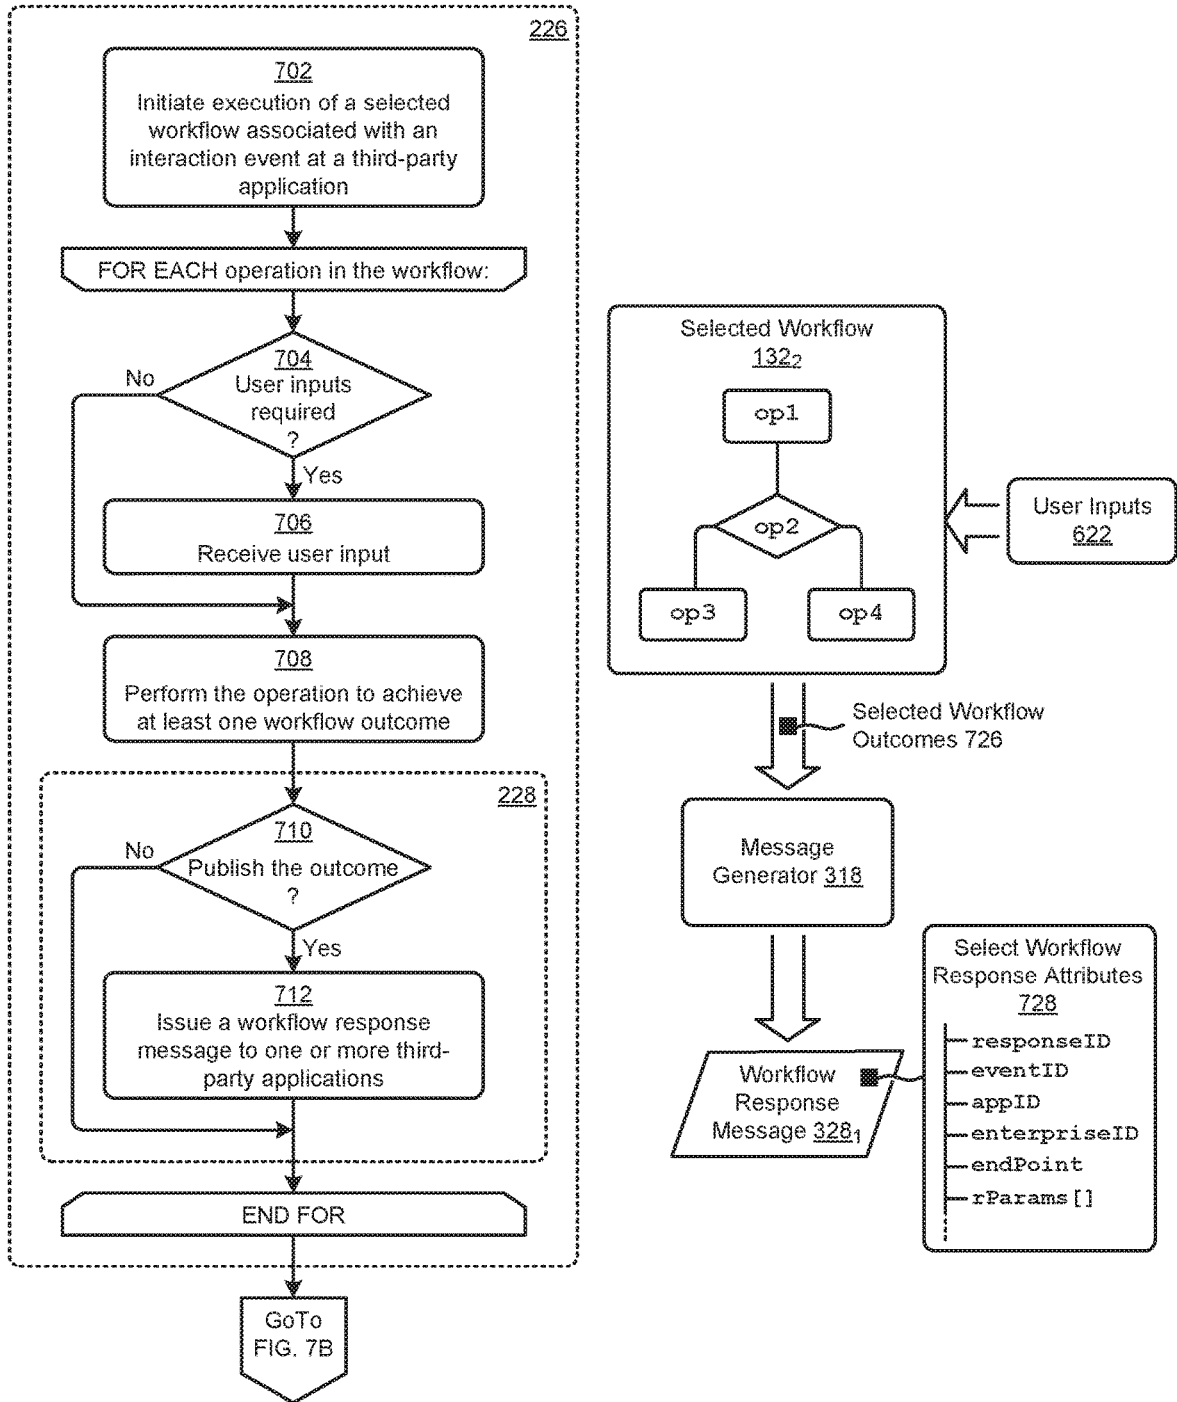 226
702
Initiate execution of a selected
workflow associated with an
interaction event at a third-party
application
FOR EACH operation in the workflow:
704
User inputs
required
?
No
Yes
706
Receive user input
708
Perform the operation to achieve
at least one workflow outcome
228
710
Publish the outcome
?
No
Yes
712
Issue a workflow response
message to one or more third-
party applications
END FOR
GoTo
FIG. 7B
Selected Workflow
132₂
op1
op2
op3
op4
User Inputs
622
Selected Workflow
Outcomes 726
Message
Generator 318
Workflow
Response
Message 328₁
Select Workflow
Response Attributes
728
responseID
eventID
appID
enterpriseID
endPoint
rParams[]